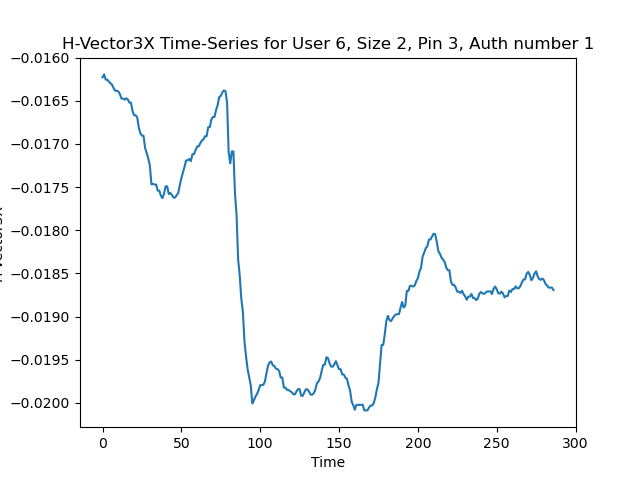 H-Vector3X Time-Series for User 6, Size 2, Pin 3, Auth number 1
−0.0160
−0.0165
−0.0170
−0.0175
−0.0180
−0.0185
−0.0190
−0.0195
−0.0200
H-Vector3X
0 50 100 150 200 250 300
Time